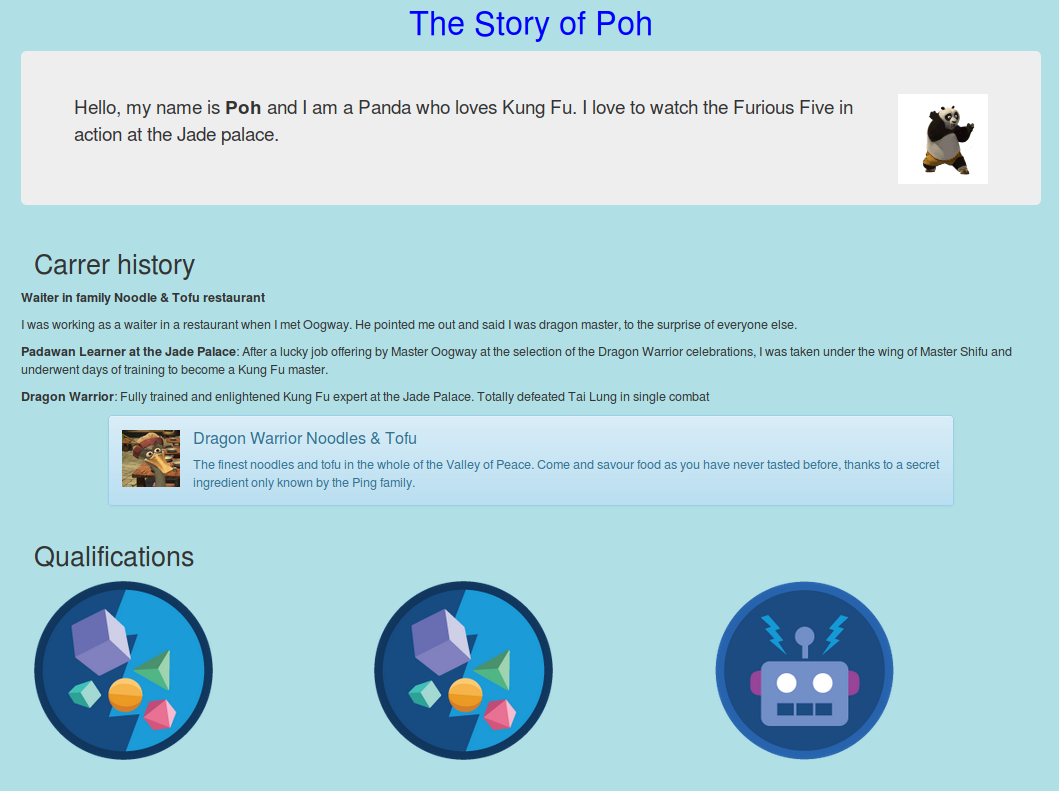 The Story of Poh
Hello, my name is Poh and I am a Panda who loves Kung Fu. I love to watch the Furious Five in
action at the Jade palace.
Carrer history
Waiter in family Noodle & Tofu restaurant
I was working as a waiter in a restaurant when I met Oogway. He pointed me out and said I was dragon master, to the surprise of everyone else.
Padawan Learner at the Jade Palace: After a lucky job offering by Master Oogway at the selection of the Dragon Warrior celebrations, I was taken under the wing of Master Shifu and
underwent days of training to become a Kung Fu master.
Dragon Warrior: Fully trained and enlightened Kung Fu expert at the Jade Palace. Totally defeated Tai Lung in single combat
Dragon Warrior Noodles & Tofu
The finest noodles and tofu in the whole of the Valley of Peace. Come and savour food as you have never tasted before, thanks to a secret
ingredient only known by the Ping family.
Qualifications